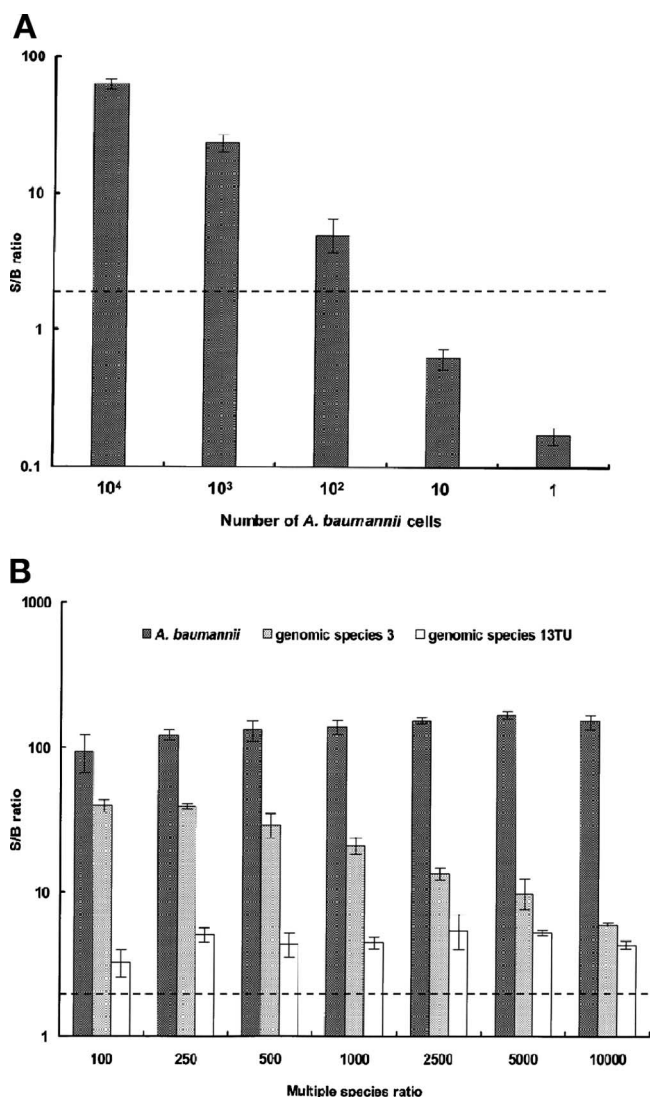 A
100
10
1
0.1
S/B ratio
10⁴ 10³ 10² 10 1
Number of A. baumannii cells
B
1000
100
10
1
S/B ratio
A. baumannii genomic species 3 genomic species 13TU
100 250 500 1000 2500 5000 10000
Multiple species ratio